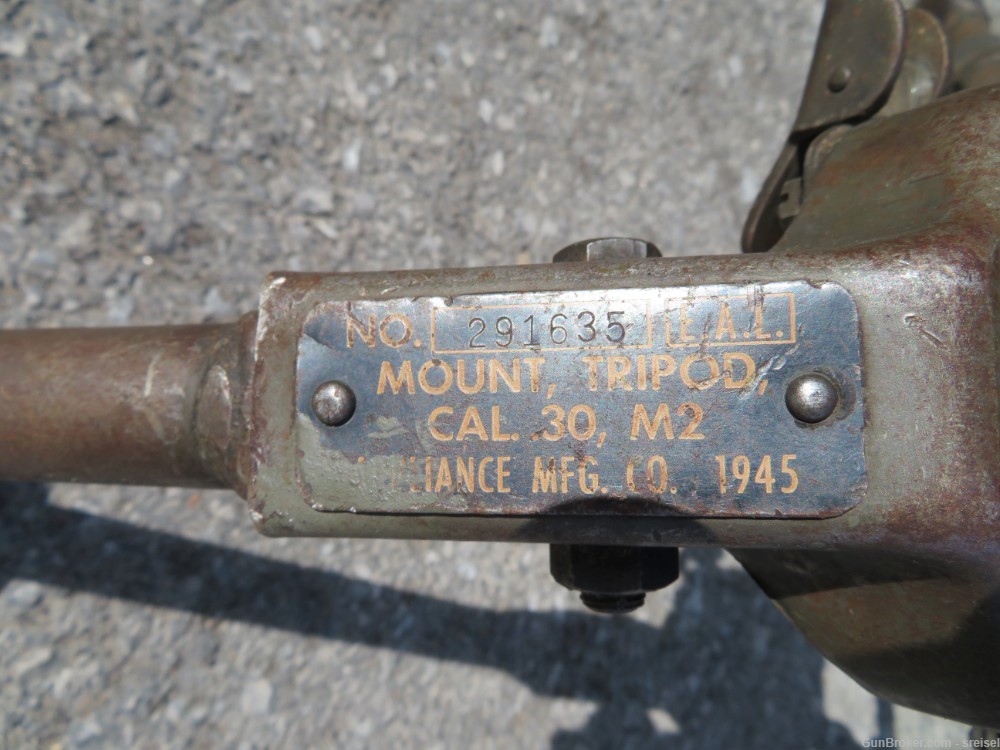 NO. 291635 E.A.L.
MOUNT, TRIPOD,
CAL. .30, M2
MFG. CO. 1945
GunBroker.com - sreisel